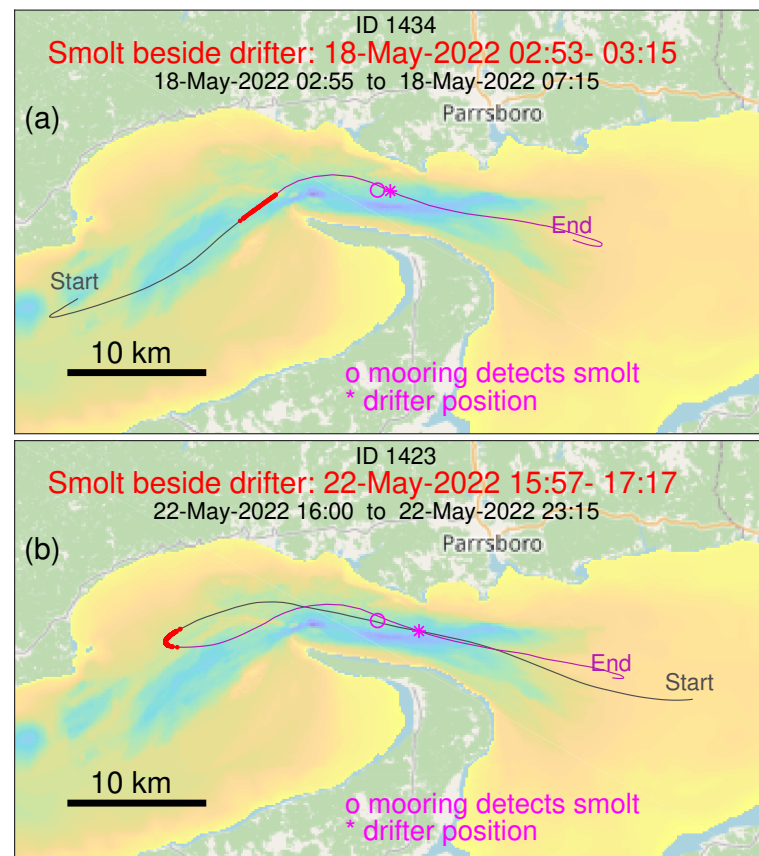 ID 1434
Smolt beside drifter: 18-May-2022 02:53- 03:15
18-May-2022 02:55 to 18-May-2022 07:15
(a)
Parrsboro
End
Start
10 km
o mooring detects smolt
* drifter position
ID 1423
Smolt beside drifter: 22-May-2022 15:57- 17:17
22-May-2022 16:00 to 22-May-2022 23:15
(b)
Parrsboro
End
Start
10 km
o mooring detects smolt
* drifter position